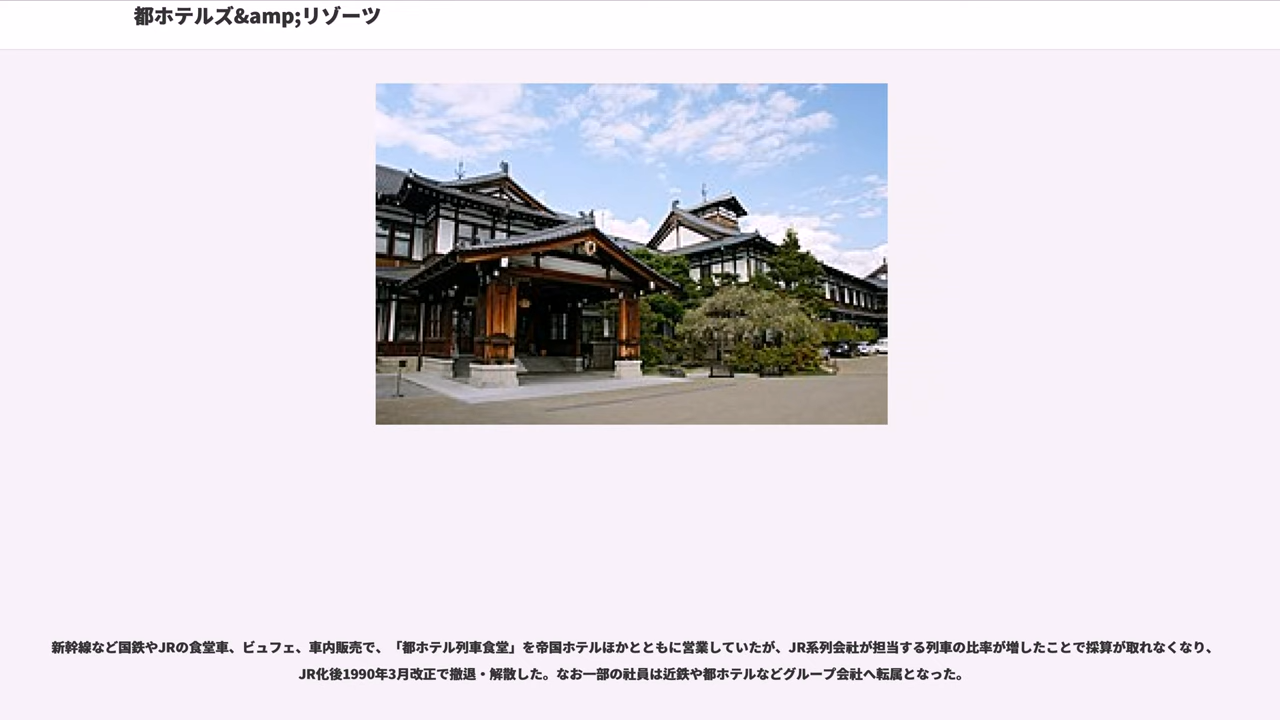 都ホテルズ&amp;リゾーツ
新幹線など国鉄やJRの食堂車、ビュフェ、車内販売で、「都ホテル列車食堂」を帝国ホテルほかとともに営業していたが、JR系列会社が担当する列車の比率が増したことで採算が取れなくなり、
JR化後1990年3月改正で撤退・解散した。なお一部の社員は近鉄や都ホテルなどグループ会社へ転属となった。